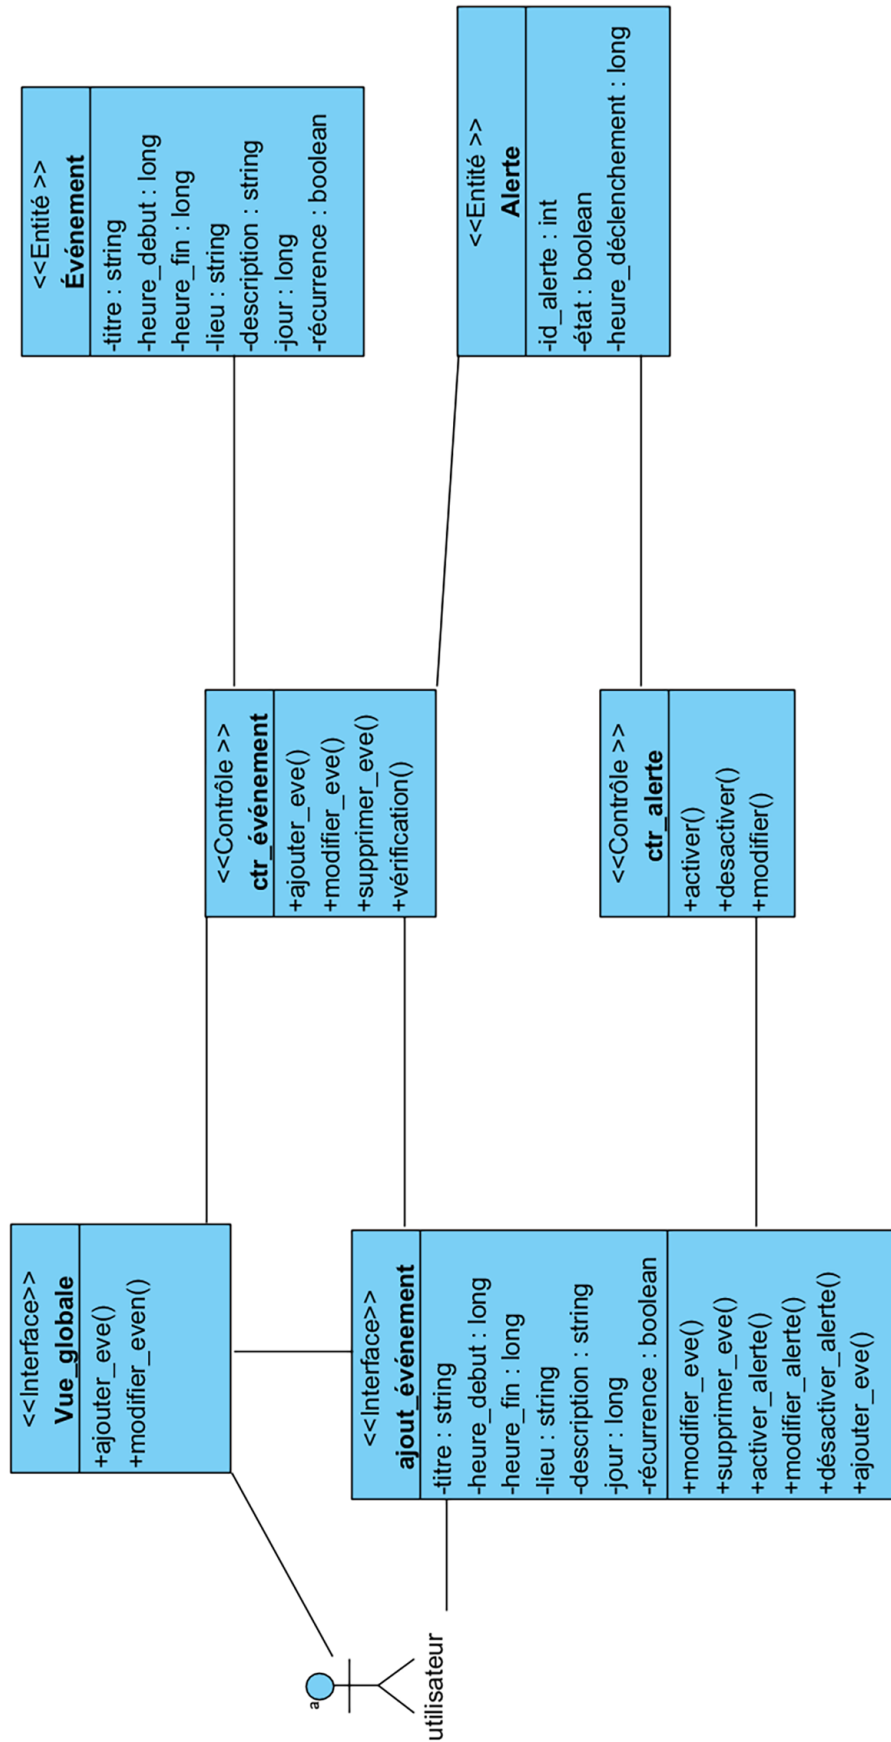 <<Interface>>
Vue_globale
+ajouter_eve()
+modifier_even()
<<Contrôle >>
ctr_événement
+ajouter_eve()
+modifier_eve()
+supprimer_eve()
+vérification()
<<Entité >>
Événement
-titre : string
-heure_debut : long
-heure_fin : long
-lieu : string
-description : string
-jour : long
-récurrence : boolean
a
utilisateur
<<Interface>>
ajout_événement
-titre : string
-heure_debut : long
-heure_fin : long
-lieu : string
-description : string
-jour : long
-récurrence : boolean
+modifier_eve()
+supprimer_eve()
+activer_alerte()
+modifier_alerte()
+désactiver_alerte()
+ajouter_eve()
<<Contrôle >>
ctr_alerte
+activer()
+desactiver()
+modifier()
<<Entité >>
Alerte
-id_alerte : int
-état : boolean
-heure_déclenchement : long